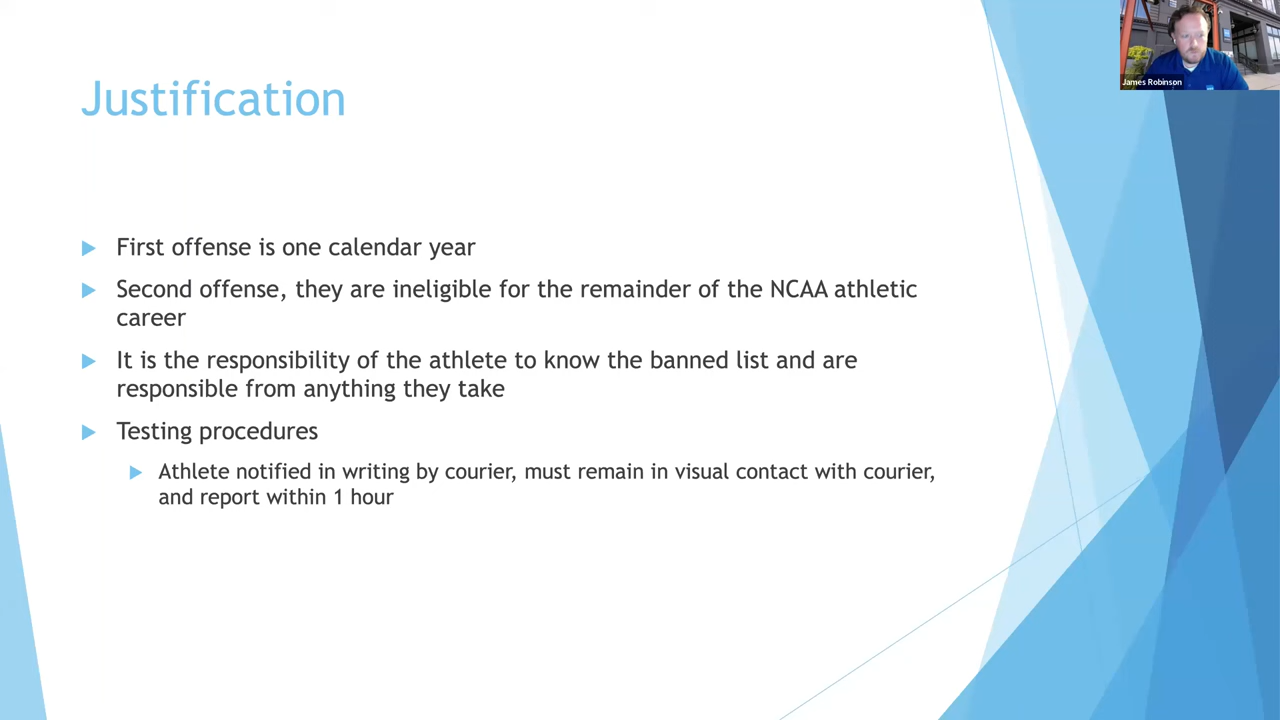 James Robinson
Justification
First offense is one calendar year
Second offense, they are ineligible for the remainder of the NCAA athletic
career
It is the responsibility of the athlete to know the banned list and are
responsible from anything they take
Testing procedures
Athlete notified in writing by courier, must remain in visual contact with courier,
and report within 1 hour